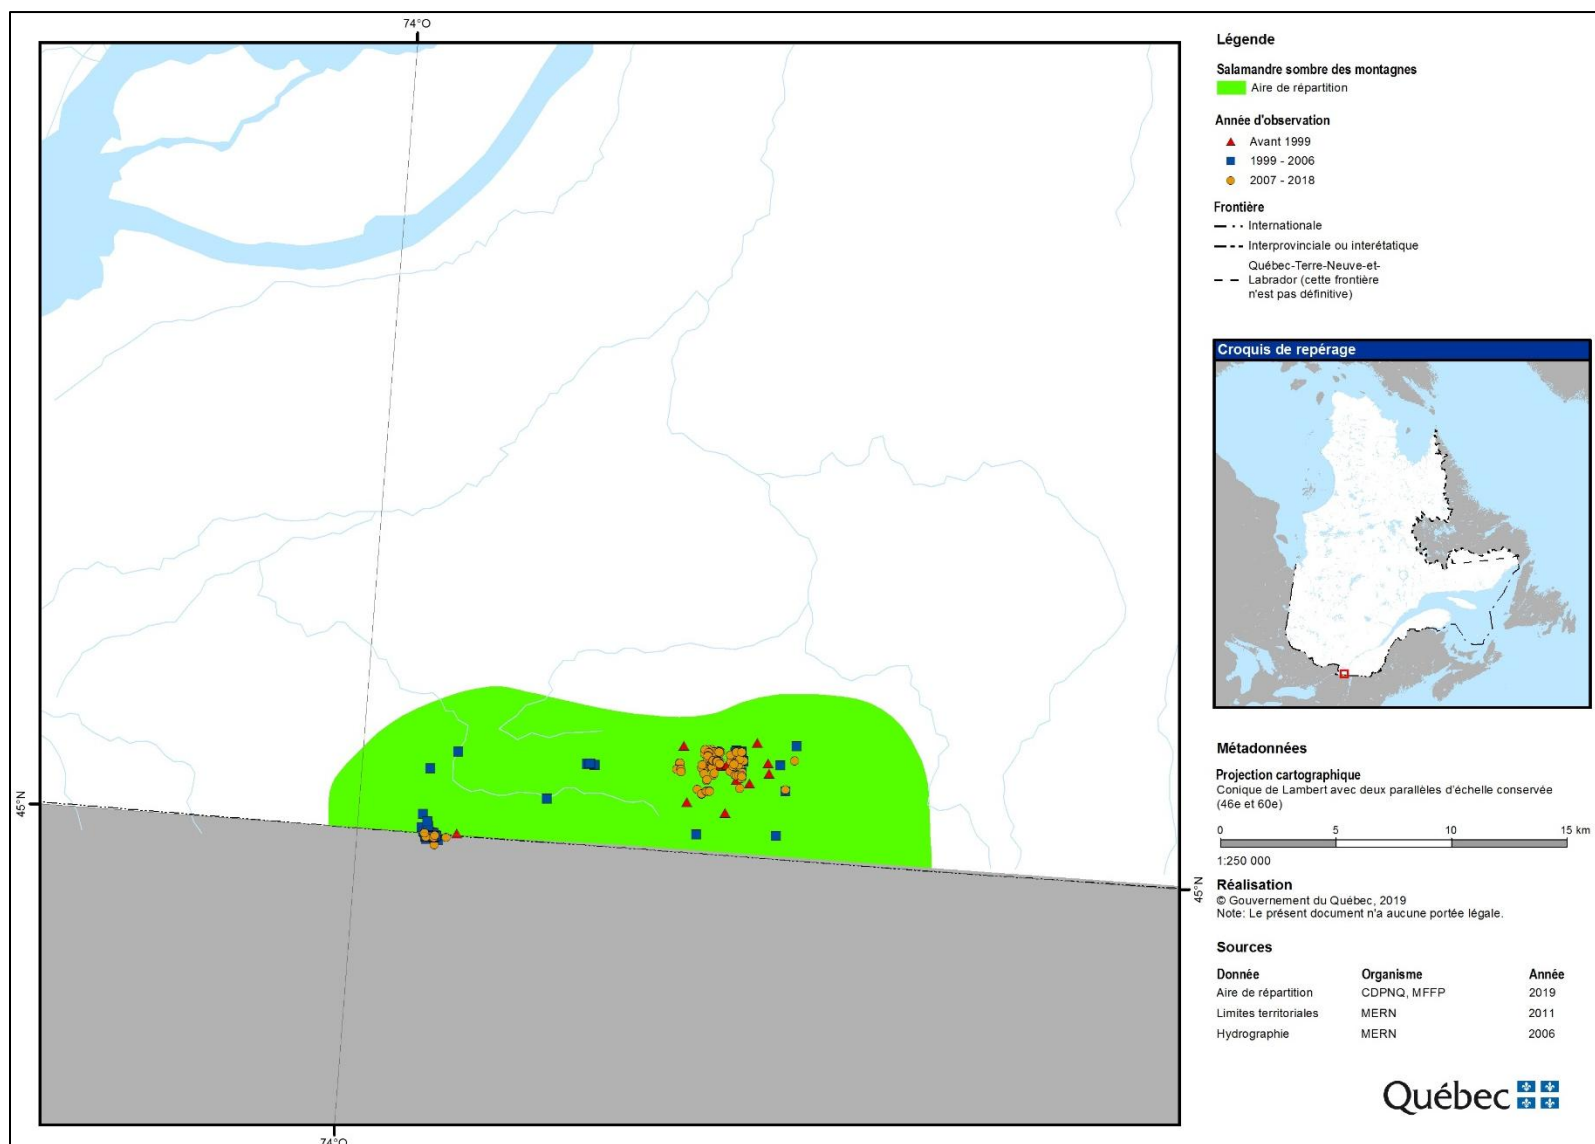 74°O
45°N
45°N
74°O
Légende
Salamandre sombre des montagnes
Aire de répartition
Année d'observation
Avant 1999
1999 - 2006
2007 - 2018
Frontière
Internationale
Interprovinciale ou interétatique
Québec-Terre-Neuve-et-
Labrador (cette frontière
n'est pas définitive)
Croquis de repérage
Métadonnées
Projection cartographique
Conique de Lambert avec deux parallèles d'échelle conservée
(46e et 60e)
0 5 10 15 km
1:250 000
Réalisation
© Gouvernement du Québec, 2019
Note: Le présent document n'a aucune portée légale.
Sources
Donnée Organisme Année
Aire de répartition CDPNQ, MFFP 2019
Limites territoriales MERN 2011
Hydrographie MERN 2006
Québec